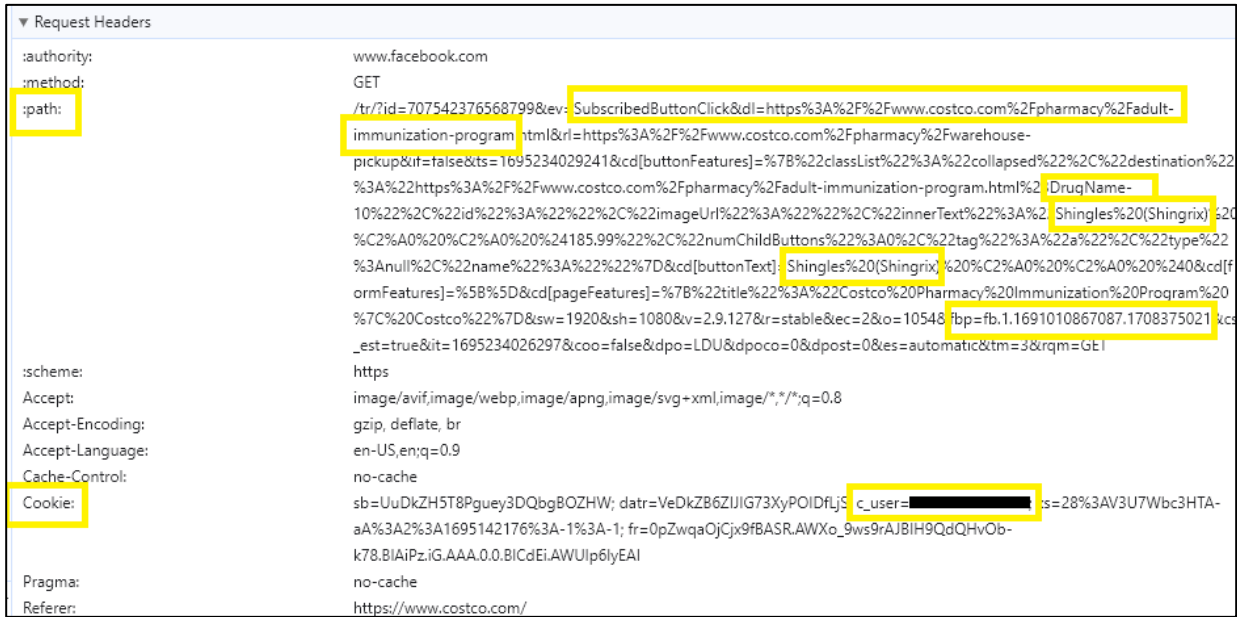 ▼ Request Headers
:authority: www.facebook.com
:method: GET
:path: /tr/?id=707542376568799&ev=SubscribedButtonClick&dl=https%3A%2F%2Fwww.costco.com%2Fpharmacy%2Fadult-
immunization-program.html&rl=https%3A%2F%2Fwww.costco.com%2Fpharmacy%2Fwarehouse-
pickup&if=false&ts=1695234029241&cd[buttonFeatures]=%7B%22classList%22%3A%22collapsed%22%2C%22destination%22
%3A%22https%3A%2F%2Fwww.costco.com%2Fpharmacy%2Fadult-immunization-program.html%23DrugName-
10%22%2C%22id%22%3A%22%22%2C%22imageUrl%22%3A%22%22%2C%22innerText%22%3A%2 Shingles%20(Shingrix)%20
%C2%A0%20%C2%A0%20%24185.99%22%2C%22numChildButtons%22%3A0%2C%22tag%22%3A%22a%22%2C%22type%22
%3Anull%2C%22name%22%3A%22%22%7D&cd[buttonText]=Shingles%20(Shingrix)%20%C2%A0%20%C2%A0%20%240&cd[f
ormFeatures]=%5B%5D&cd[pageFeatures]=%7B%22title%22%3A%22Costco%20Pharmacy%20Immunization%20Program%20
%7C%20Costco%22%7D&sw=1920&sh=1080&v=2.9.127&r=stable&ec=2&o=1054&fbp=fb.1.1691010867087.1708375021&cs
_est=true&it=1695234026297&coo=false&dpo=LDU&dpoco=0&dpost=0&es=automatic&tm=3&rqm=GET
:scheme: https
Accept: image/avif,image/webp,image/apng,image/svg+xml,image/*,*/*;q=0.8
Accept-Encoding: gzip, deflate, br
Accept-Language: en-US,en;q=0.9
Cache-Control: no-cache
Cookie: sb=UuDkZH5T8Pguey3DQbgBOZHW; datr=VeDkZB6ZIJIG73XyPOIDfLjS c_user= xs=28%3AV3U7Wbc3HTA-
aA%3A2%3A1695142176%3A-1%3A-1; fr=0pZwqaOjCjx9fBASR.AWXo_9ws9rAJBIH9QdQHvOb-
k78.BlAiPz.iG.AAA.0.0.BlCdEi.AWUlp6lyEAI
Pragma: no-cache
Referer: https://www.costco.com/